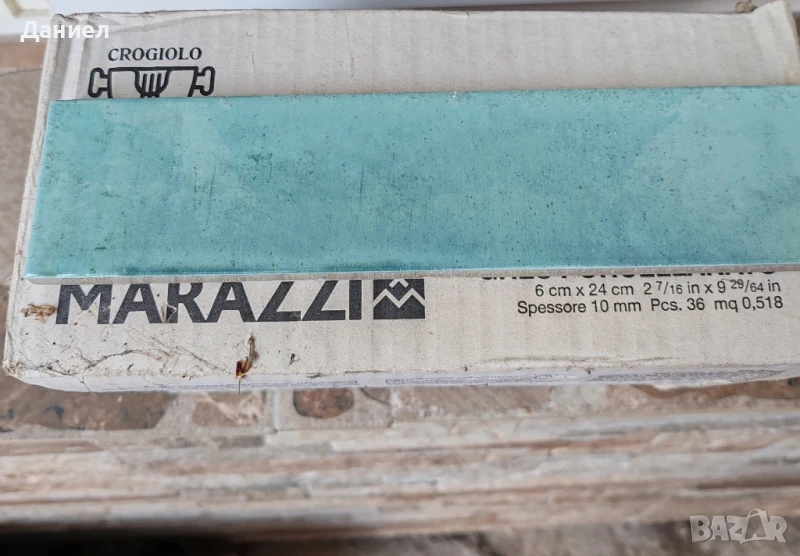 Даниел
CROGIOLO
MARAZZI
6 cm x 24 cm 2 7/16 in x 9 29/64 in
Spessore 10 mm Pcs. 36 mq 0,518
BAZAR